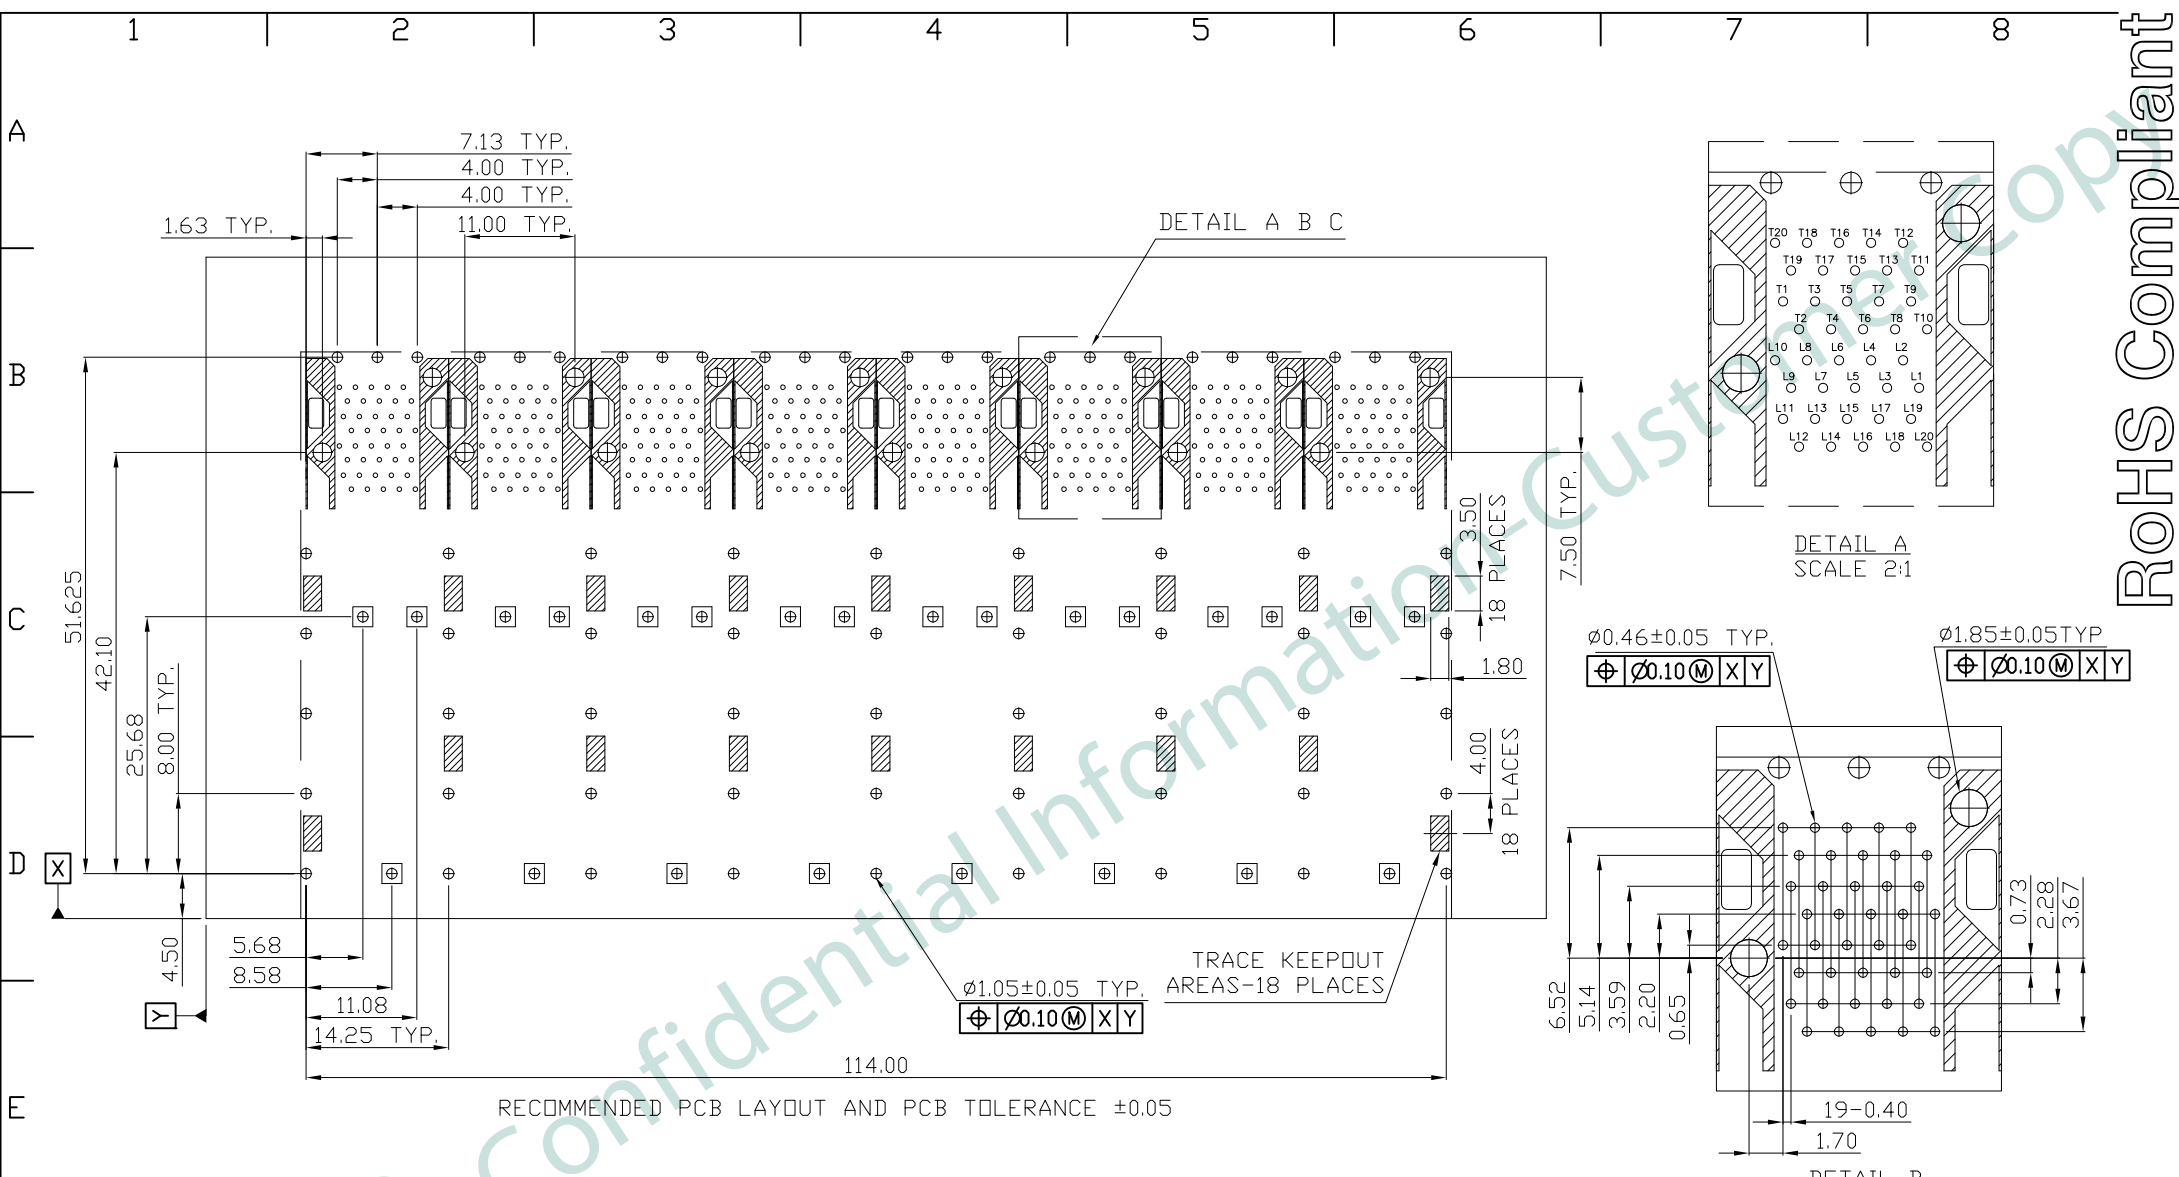 1 2 3 4 5 6 7 8
A
B
C
D
E
RoHS Compliant
Confidential Information-Customer Copy
7.13 TYP.
4.00 TYP.
4.00 TYP.
11.00 TYP.
1.63 TYP.
DETAIL A B C
51.625
42.10
25.68
8.00 TYP.
4.50
X
Y
5.68
8.58
11.08
14.25 TYP.
114.00
3.50
18 PLACES
7.50 TYP.
1.80
4.00
18 PLACES
TRACE KEEPOUT
AREAS-18 PLACES
Ø1.05±0.05 TYP.
⌖ Ø0.10 Ⓜ X Y
RECOMMENDED PCB LAYOUT AND PCB TOLERANCE ±0.05
T20 T18 T16 T14 T12
T19 T17 T15 T13 T11
T1 T3 T5 T7 T9
T2 T4 T6 T8 T10
L10 L8 L6 L4 L2
L9 L7 L5 L3 L1
L11 L13 L15 L17 L19
L12 L14 L16 L18 L20
DETAIL A
SCALE 2:1
Ø0.46±0.05 TYP.
⌖ Ø0.10 Ⓜ X Y
Ø1.85±0.05TYP
⌖ Ø0.10 Ⓜ X Y
6.52
5.14
3.59
2.20
0.65
0.73
2.28
3.67
19-0.40
1.70
DETAIL B